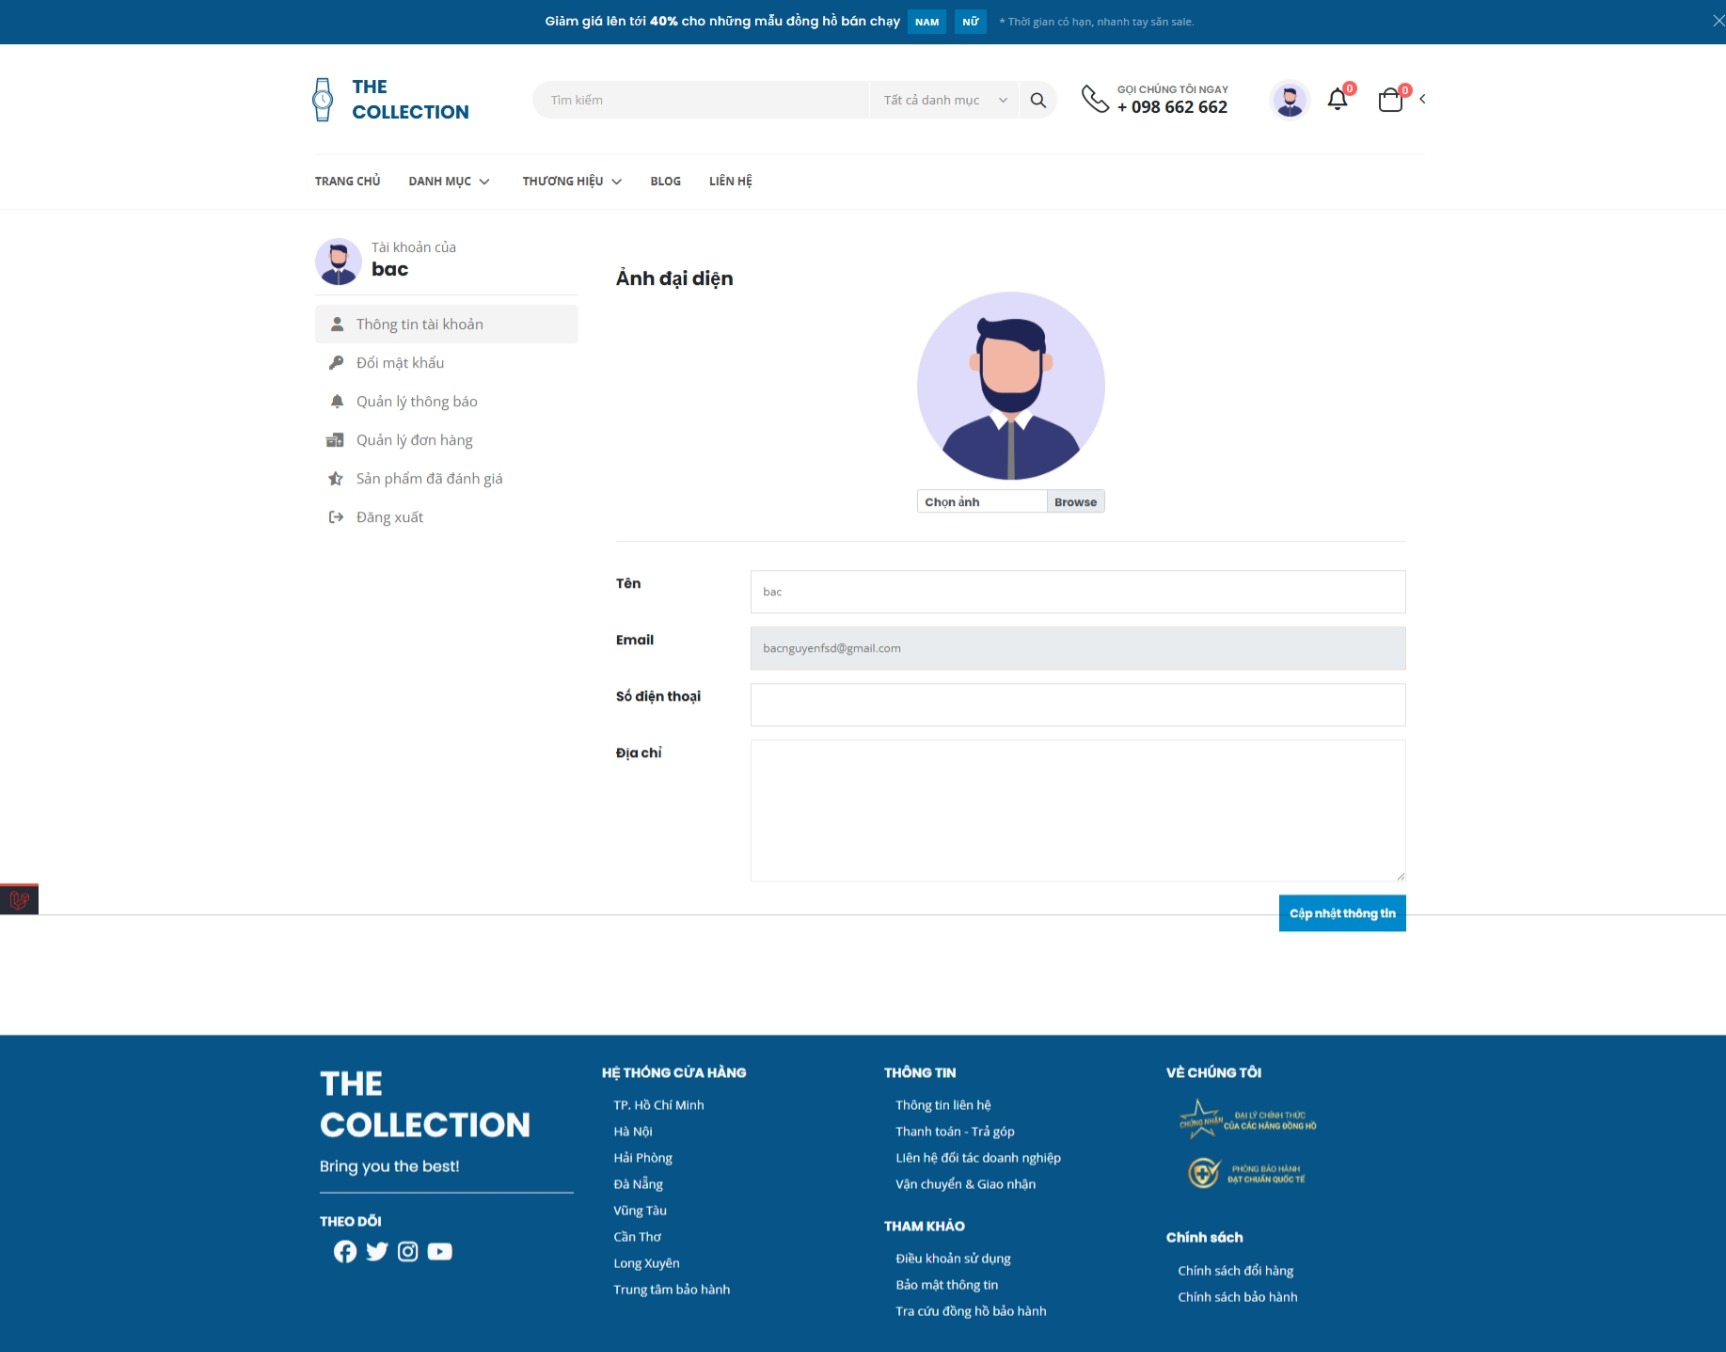 Giảm giá lên tới 40% cho những mẫu đồng hồ bán chạy NAM NỮ * Thời gian có hạn, nhanh tay săn sale.
THE
COLLECTION
Tìm kiếm
Tất cả danh mục
GỌI CHÚNG TÔI NGAY
+ 098 662 662
0
0
TRANG CHỦ
DANH MỤC
THƯƠNG HIỆU
BLOG
LIÊN HỆ
Tài khoản của
bac
Thông tin tài khoản
Đổi mật khẩu
Quản lý thông báo
Quản lý đơn hàng
Sản phẩm đã đánh giá
Đăng xuất
Ảnh đại diện
Chọn ảnh
Browse
Tên
bac
Email
bacnguyenfsd@gmail.com
Số điện thoại
Địa chỉ
Cập nhật thông tin
THE
COLLECTION
Bring you the best!
THEO DÕI
HỆ THỐNG CỬA HÀNG
TP. Hồ Chí Minh
Hà Nội
Hải Phòng
Đà Nẵng
Vũng Tàu
Cần Thơ
Long Xuyên
Trung tâm bảo hành
THÔNG TIN
Thông tin liên hệ
Thanh toán - Trả góp
Liên hệ đối tác doanh nghiệp
Vận chuyển & Giao nhận
THAM KHẢO
Điều khoản sử dụng
Bảo mật thông tin
Tra cứu đồng hồ bảo hành
VỀ CHÚNG TÔI
CHỨNG NHẬN
ĐẠI LÝ CHÍNH THỨC
CỦA CÁC HÃNG ĐỒNG HỒ
PHÒNG BẢO HÀNH
ĐẠT CHUẨN QUỐC TẾ
Chính sách
Chính sách đổi hàng
Chính sách bảo hành